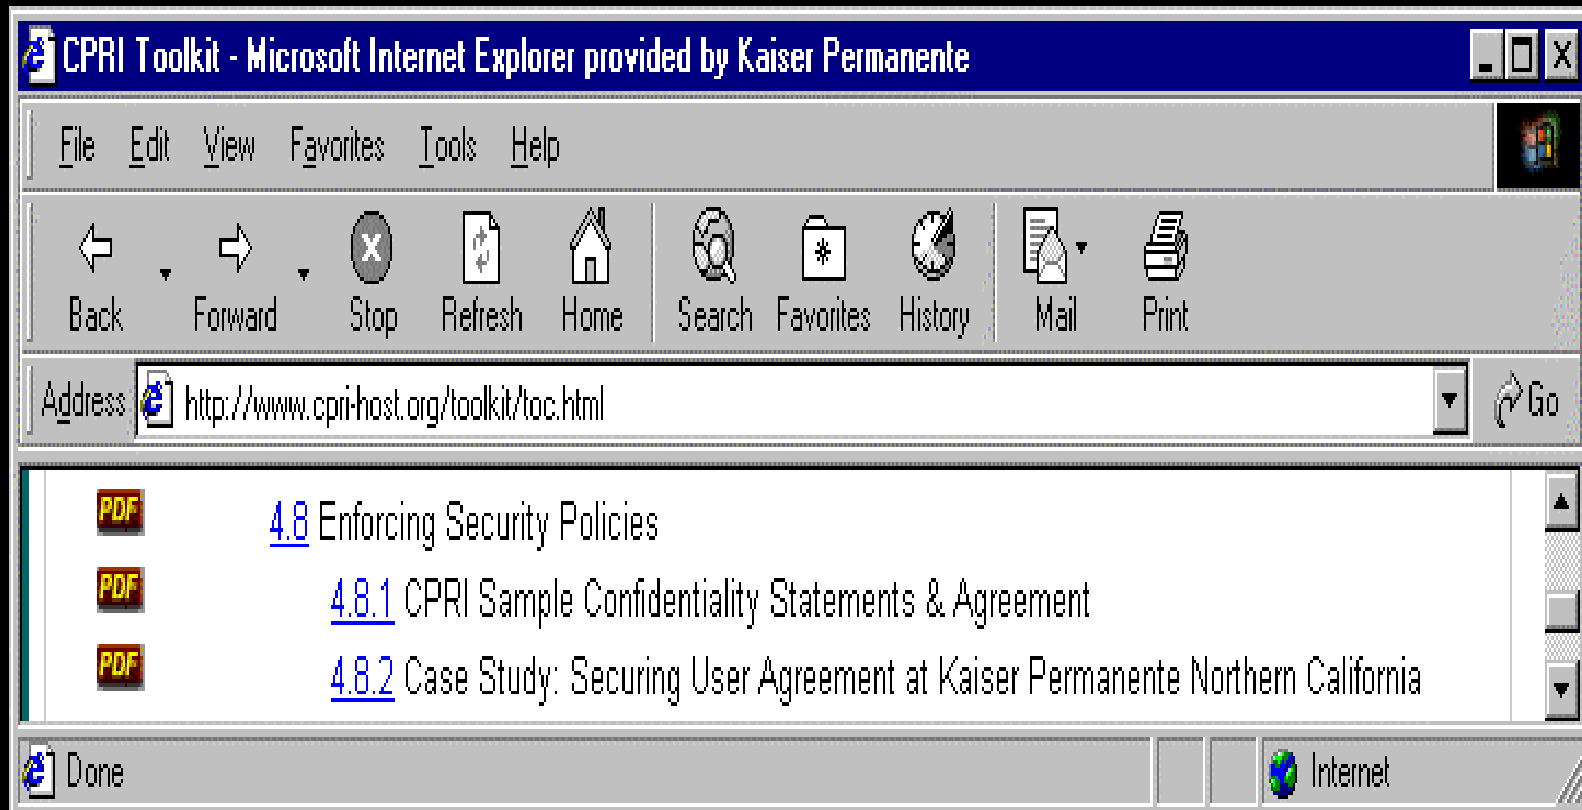 CPRI Toolkit - Microsoft Internet Explorer provided by Kaiser Permanente
File Edit View Favorites Tools Help
Back Forward Stop Refresh Home Search Favorites History Mail Print
Address http://www.cpri-host.org/toolkit/toc.html Go
PDF 4.8 Enforcing Security Policies
PDF 4.8.1 CPRI Sample Confidentiality Statements & Agreement
PDF 4.8.2 Case Study: Securing User Agreement at Kaiser Permanente Northern California
Done Internet